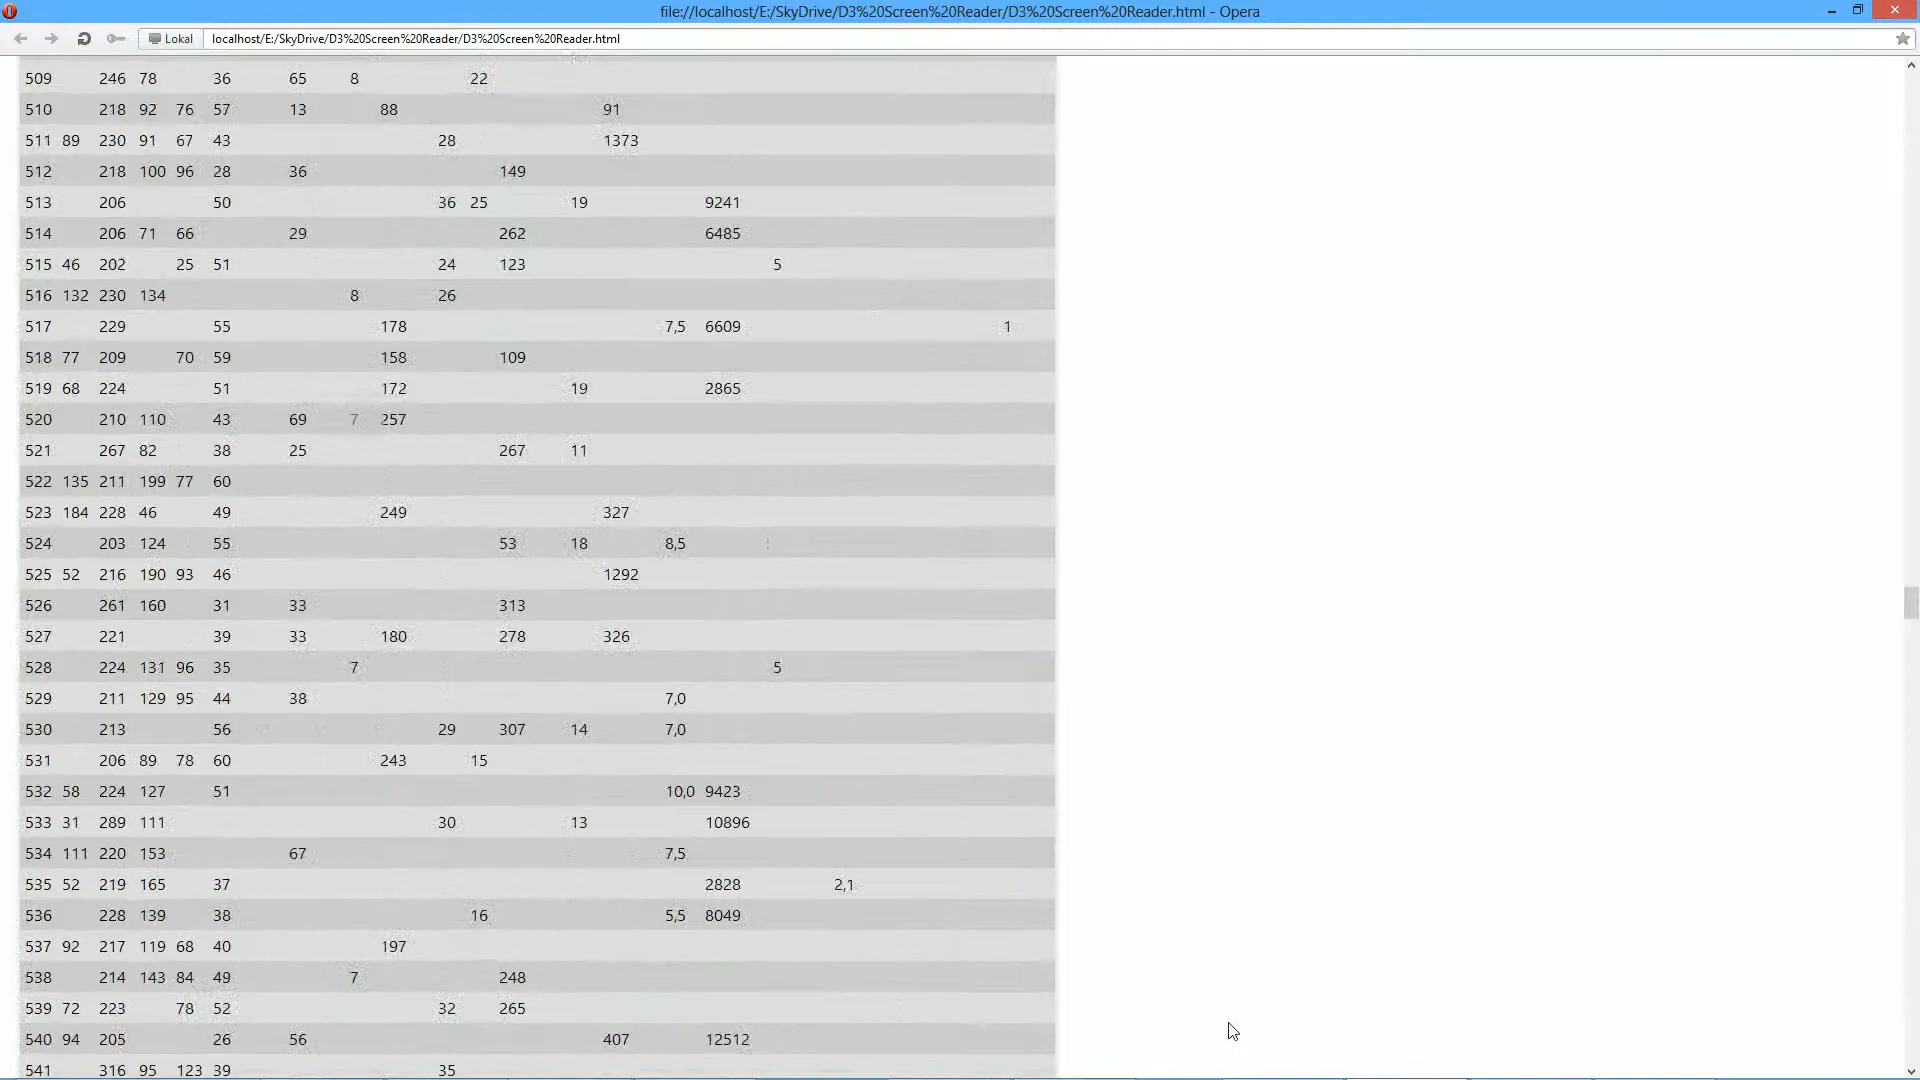 file://localhost/E:/SkyDrive/D3%20Screen%20Reader/D3%20Screen%20Reader.html - Opera
Lokal localhost/E:/SkyDrive/D3%20Screen%20Reader/D3%20Screen%20Reader.html
509 246 78 36 65 8 22
510 218 92 76 57 13 88 91
511 89 230 91 67 43 28 1373
512 218 100 96 28 36 149
513 206 50 36 25 19 9241
514 206 71 66 29 262 6485
515 46 202 25 51 24 123 5
516 132 230 134 8 26
517 229 55 178 7,5 6609 1
518 77 209 70 59 158 109
519 68 224 51 172 19 2865
520 210 110 43 69 7 257
521 267 82 38 25 267 11
522 135 211 199 77 60
523 184 228 46 49 249 327
524 203 124 55 53 18 8,5
525 52 216 190 93 46 1292
526 261 160 31 33 313
527 221 39 33 180 278 326
528 224 131 96 35 7 5
529 211 129 95 44 38 7,0
530 213 56 29 307 14 7,0
531 206 89 78 60 243 15
532 58 224 127 51 10,0 9423
533 31 289 111 30 13 10896
534 111 220 153 67 7,5
535 52 219 165 37 2828 2,1
536 228 139 38 16 5,5 8049
537 92 217 119 68 40 197
538 214 143 84 49 7 248
539 72 223 78 52 32 265
540 94 205 26 56 407 12512
541 316 95 123 39 35